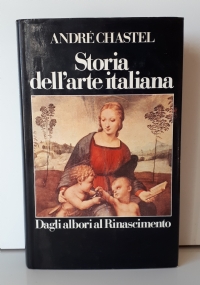 ANDRÉ CHASTEL
Storia
dell'arte italiana
Dagli albori al Rinascimento